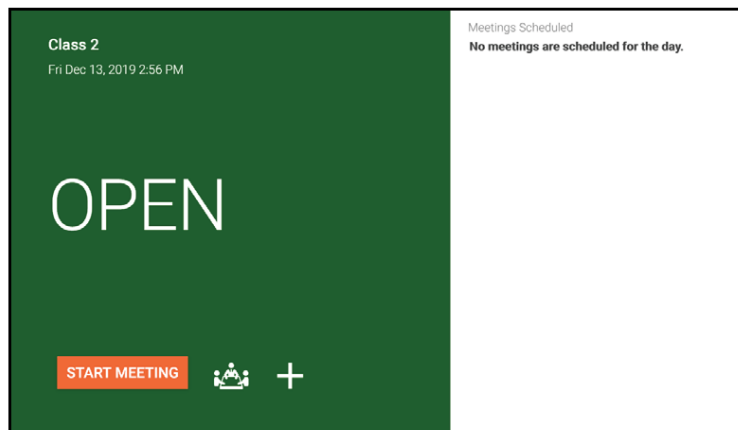 Class 2
Fri Dec 13, 2019 2:56 PM
OPEN
START MEETING
Meetings Scheduled
No meetings are scheduled for the day.